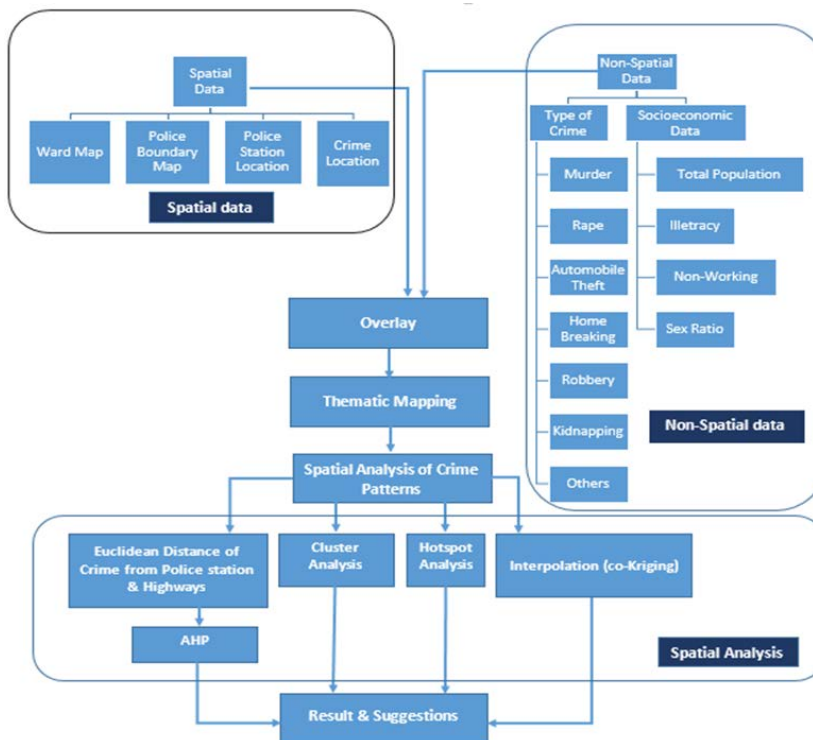 Spatial
Data
Ward Map
Police
Boundary
Map
Police
Station
Location
Crime
Location
Spatial data
Non-Spatial
Data
Type of
Crime
Socioeconomic
Data
Murder
Rape
Automobile
Theft
Home
Breaking
Robbery
Kidnapping
Others
Total Population
Illetracy
Non-Working
Sex Ratio
Non-Spatial data
Overlay
Thematic Mapping
Spatial Analysis of Crime
Patterns
Euclidean Distance of
Crime from Police station
& Highways
Cluster
Analysis
Hotspot
Analysis
Interpolation (co-Kriging)
AHP
Spatial Analysis
Result & Suggestions